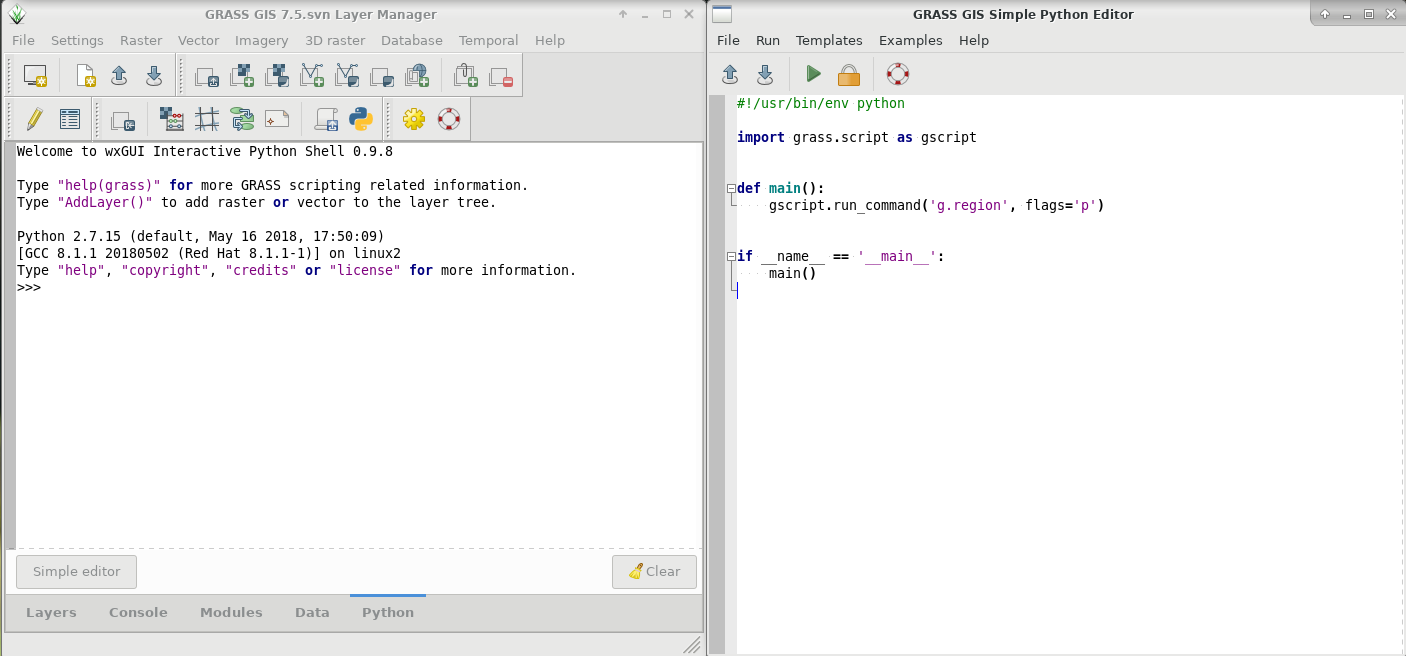 GRASS GIS 7.5.svn Layer Manager
File Settings Raster Vector Imagery 3D raster Database Temporal Help
Welcome to wxGUI Interactive Python Shell 0.9.8
Type "help(grass)" for more GRASS scripting related information.
Type "AddLayer()" to add raster or vector to the layer tree.
Python 2.7.15 (default, May 16 2018, 17:50:09)
[GCC 8.1.1 20180502 (Red Hat 8.1.1-1)] on linux2
Type "help", "copyright", "credits" or "license" for more information.
>>>
Simple editor
Clear
Layers Console Modules Data Python
GRASS GIS Simple Python Editor
File Run Templates Examples Help
#!/usr/bin/env python
import grass.script as gscript
def main():
    gscript.run_command('g.region', flags='p')
if __name__ == '__main__':
    main()